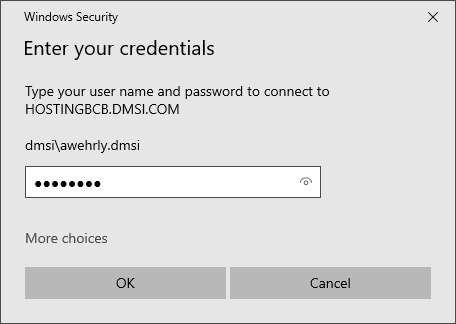 Windows Security
Enter your credentials
Type your user name and password to connect to
HOSTINGBCB.DMSI.COM
dmsi\awehrly.dmsi
●●●●●●●●
More choices
OK
Cancel